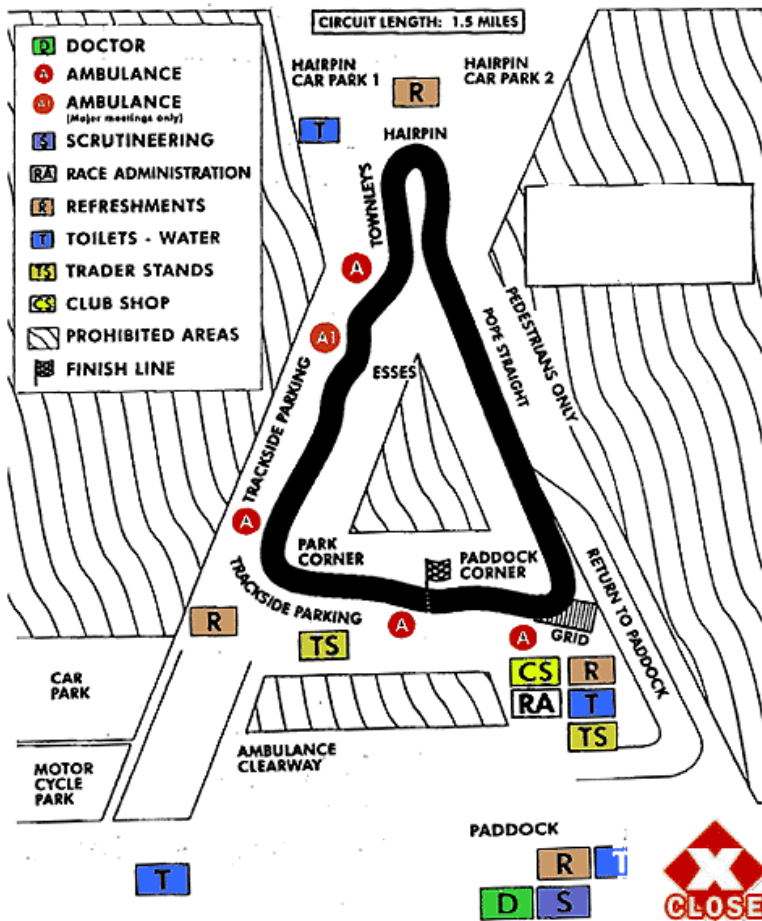 CIRCUIT LENGTH: 1.5 MILES
D DOCTOR
A AMBULANCE
A1 AMBULANCE
(Major meetings only)
S SCRUTINEERING
RA RACE ADMINISTRATION
R REFRESHMENTS
T TOILETS - WATER
TS TRADER STANDS
CS CLUB SHOP
PROHIBITED AREAS
FINISH LINE
HAIRPIN
CAR PARK 1
HAIRPIN
CAR PARK 2
R
T
HAIRPIN
TOWNLEYS
A
A1
ESSES
POPE STRAIGHT
PEDESTRIANS ONLY
TRACKSIDE PARKING
A
PARK
CORNER
PADDOCK
CORNER
TRACKSIDE PARKING
RETURN TO PADDOCK
R
A
A
GRID
TS
CS
R
RA
T
TS
CAR
PARK
AMBULANCE
CLEARWAY
MOTOR
CYCLE
PARK
PADDOCK
T
R
T
D
S
X
CLOSE